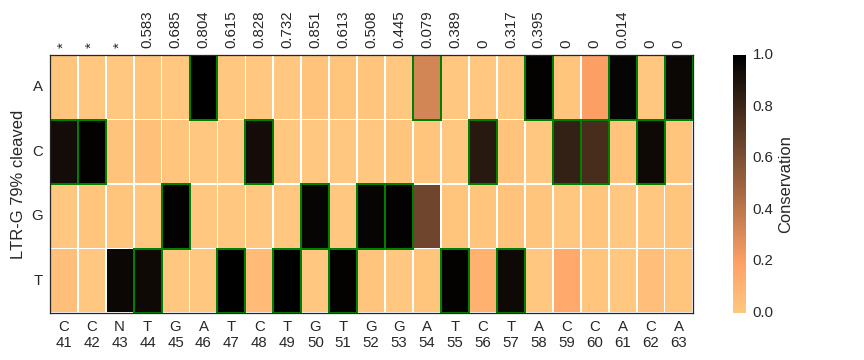 * * * 0.583 0.685 0.804 0.615 0.828 0.732 0.851 0.613 0.508 0.445 0.079 0.389 0 0.317 0.395 0 0 0.014 0 0
LTR-G 79% cleaved
A
C
G
T
C C N T G A T C T G T G G A T C T A C C A C A
41 42 43 44 45 46 47 48 49 50 51 52 53 54 55 56 57 58 59 60 61 62 63
1.0
0.8
0.6
0.4
0.2
0.0
Conservation